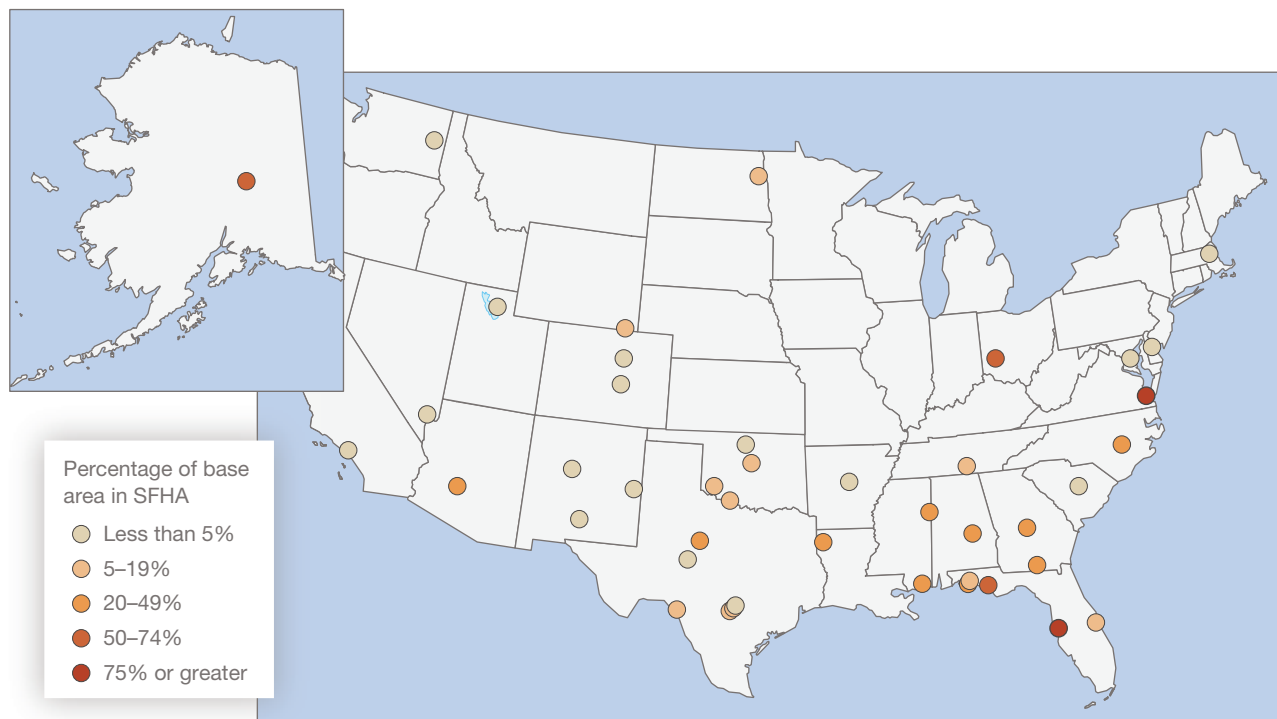 Percentage of base
area in SFHA
Less than 5%
5–19%
20–49%
50–74%
75% or greater